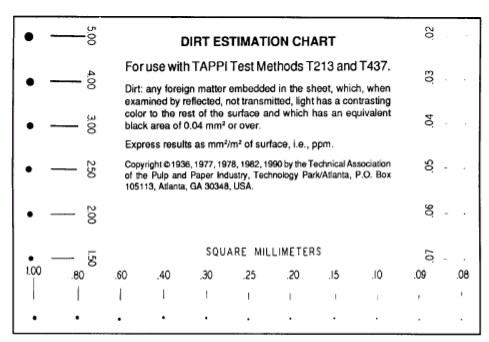 DIRT ESTIMATION CHART
For use with TAPPI Test Methods T213 and T437.
Dirt: any foreign matter embedded in the sheet, which, when
examined by reflected, not transmitted, light has a contrasting
color to the rest of the surface and which has an equivalent
black area of 0.04 mm² or over.
Express results as mm²/m² of surface, i.e., ppm.
Copyright © 1936, 1977, 1978, 1982, 1990 by the Technical Association
of the Pulp and Paper Industry, Technology Park/Atlanta, P.O. Box
105113, Atlanta, GA 30348, USA.
SQUARE MILLIMETERS
5.00
4.00
3.00
2.50
2.00
1.50
1.00 .80 .60 .40 .30 .25 .20 .15 .10 .09 .08
.07
.06
.05
.04
.03
.02